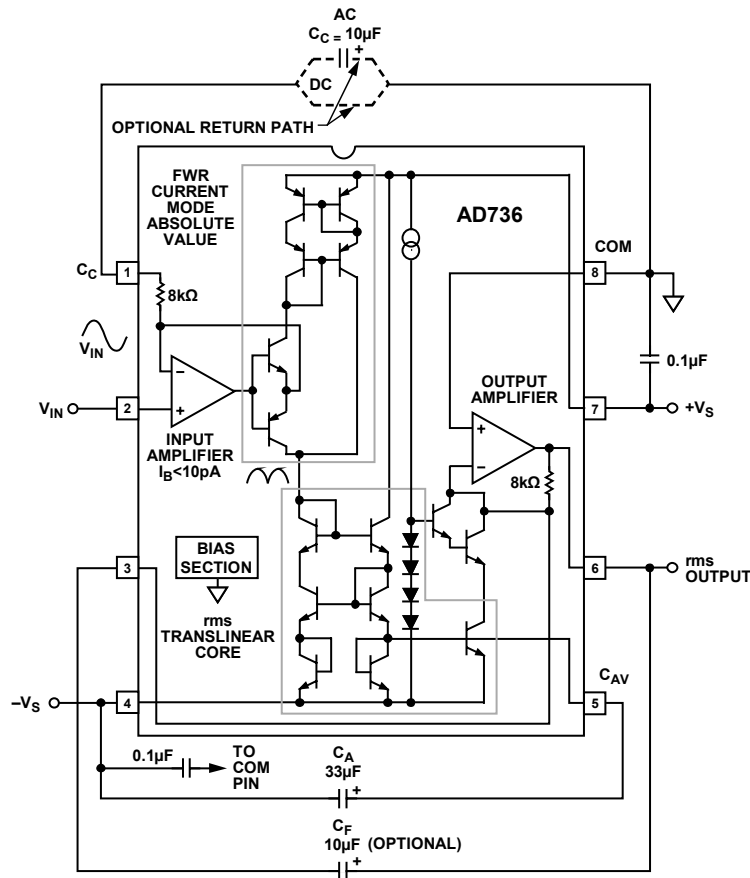 AC
C_C = 10µF
+
DC
OPTIONAL RETURN PATH
FWR
CURRENT
MODE
ABSOLUTE
VALUE
AD736
COM
C_C
1
8
8kΩ
V_IN
0.1µF
OUTPUT
AMPLIFIER
−
+
V_IN
2
7
+V_S
INPUT
AMPLIFIER
I_B<10pA
+
−
8kΩ
BIAS
SECTION
3
6
rms
OUTPUT
rms
TRANSLINEAR
CORE
C_AV
−V_S
4
5
0.1µF
TO
COM
PIN
C_A
33µF
+
C_F
10µF (OPTIONAL)
+